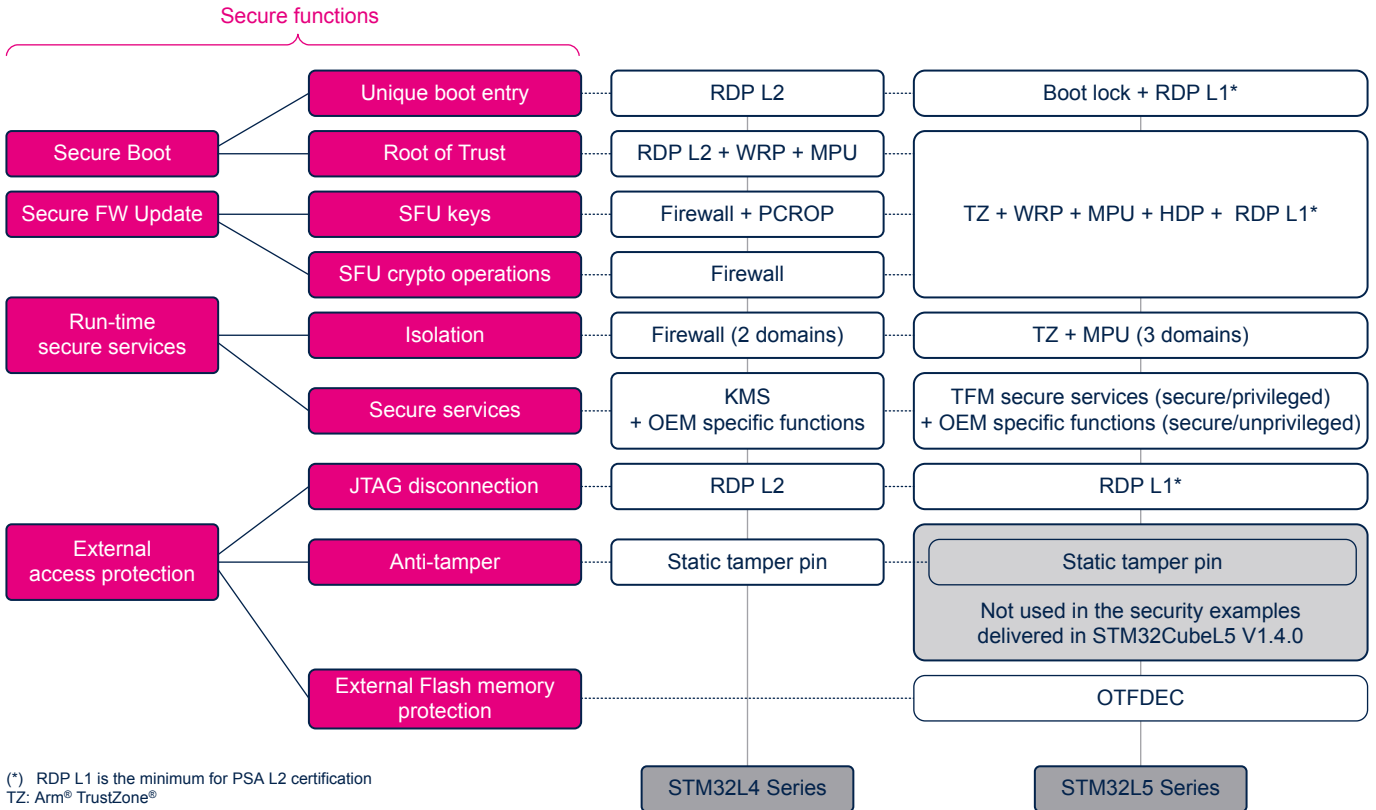 Secure functions
Unique boot entry
RDP L2
Boot lock + RDP L1*
Secure Boot
Root of Trust
RDP L2 + WRP + MPU
Secure FW Update
SFU keys
Firewall + PCROP
TZ + WRP + MPU + HDP + RDP L1*
SFU crypto operations
Firewall
Run-time
secure services
Isolation
Firewall (2 domains)
TZ + MPU (3 domains)
Secure services
KMS
+ OEM specific functions
TFM secure services (secure/privileged)
+ OEM specific functions (secure/unprivileged)
JTAG disconnection
RDP L2
RDP L1*
External
access protection
Anti-tamper
Static tamper pin
Static tamper pin
Not used in the security examples
delivered in STM32CubeL5 V1.4.0
External Flash memory
protection
OTFDEC
(*) RDP L1 is the minimum for PSA L2 certification
TZ: Arm® TrustZone®
STM32L4 Series
STM32L5 Series